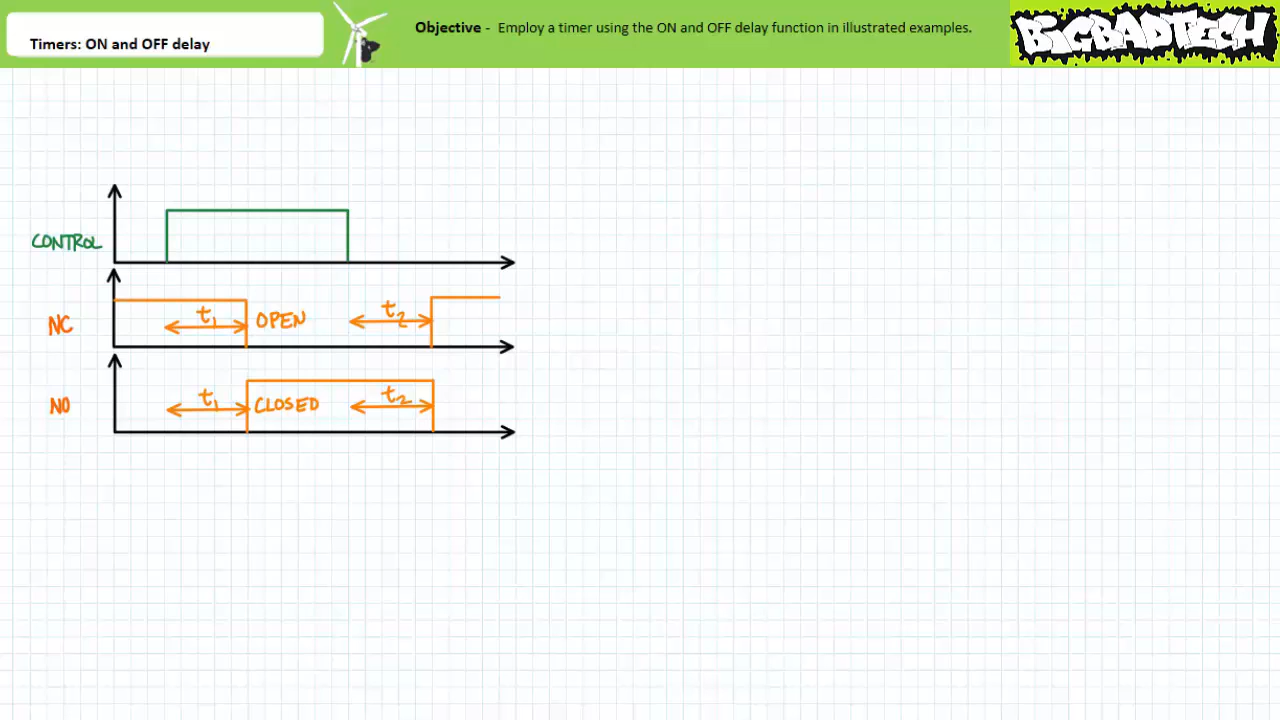 Timers: ON and OFF delay
Objective - Employ a timer using the ON and OFF delay function in illustrated examples.
BIGBADTECH
CONTROL
NC
t1
OPEN
t2
NO
t1
CLOSED
t2